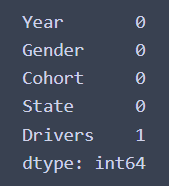 Year 0
Gender 0
Cohort 0
State 0
Drivers 1
dtype: int64